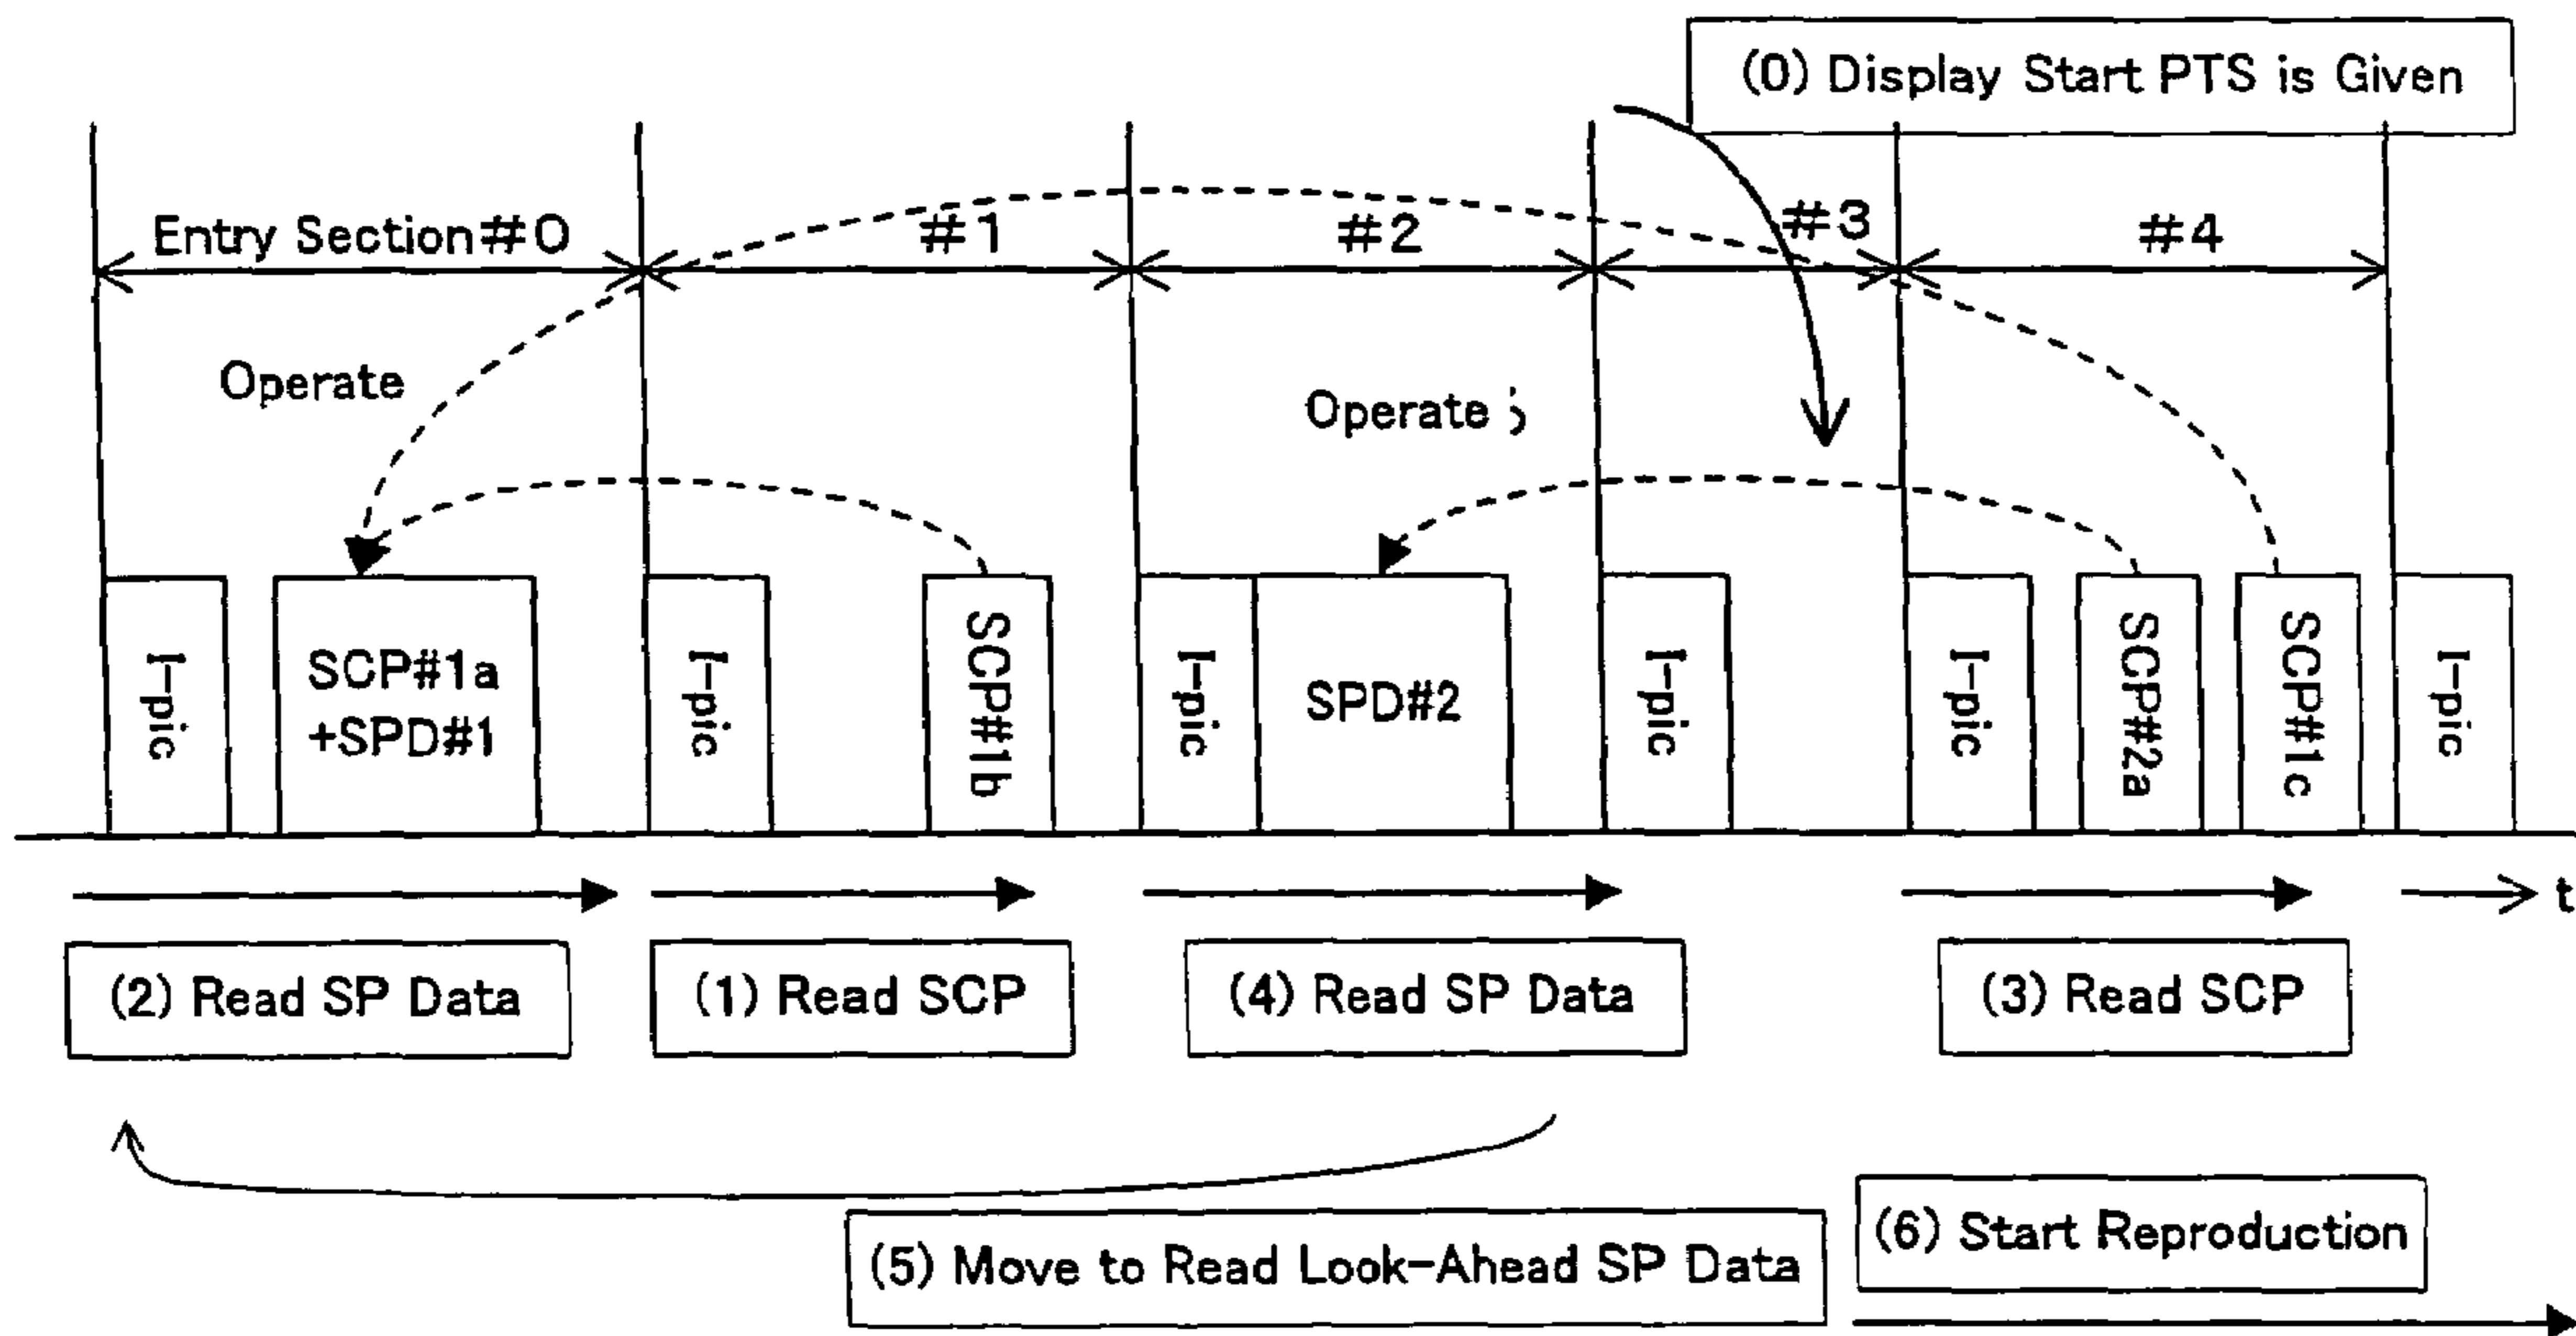 (0) Display Start PTS is Given
Entry Section#0
#1
#2
#3
#4
Operate
Operate
I-pic
SCP#1a
+SPD#1
I-pic
SCP#1b
I-pic
SPD#2
I-pic
I-pic
SCP#2a
SCP#1c
I-pic
t
(2) Read SP Data
(1) Read SCP
(4) Read SP Data
(3) Read SCP
(5) Move to Read Look-Ahead SP Data
(6) Start Reproduction